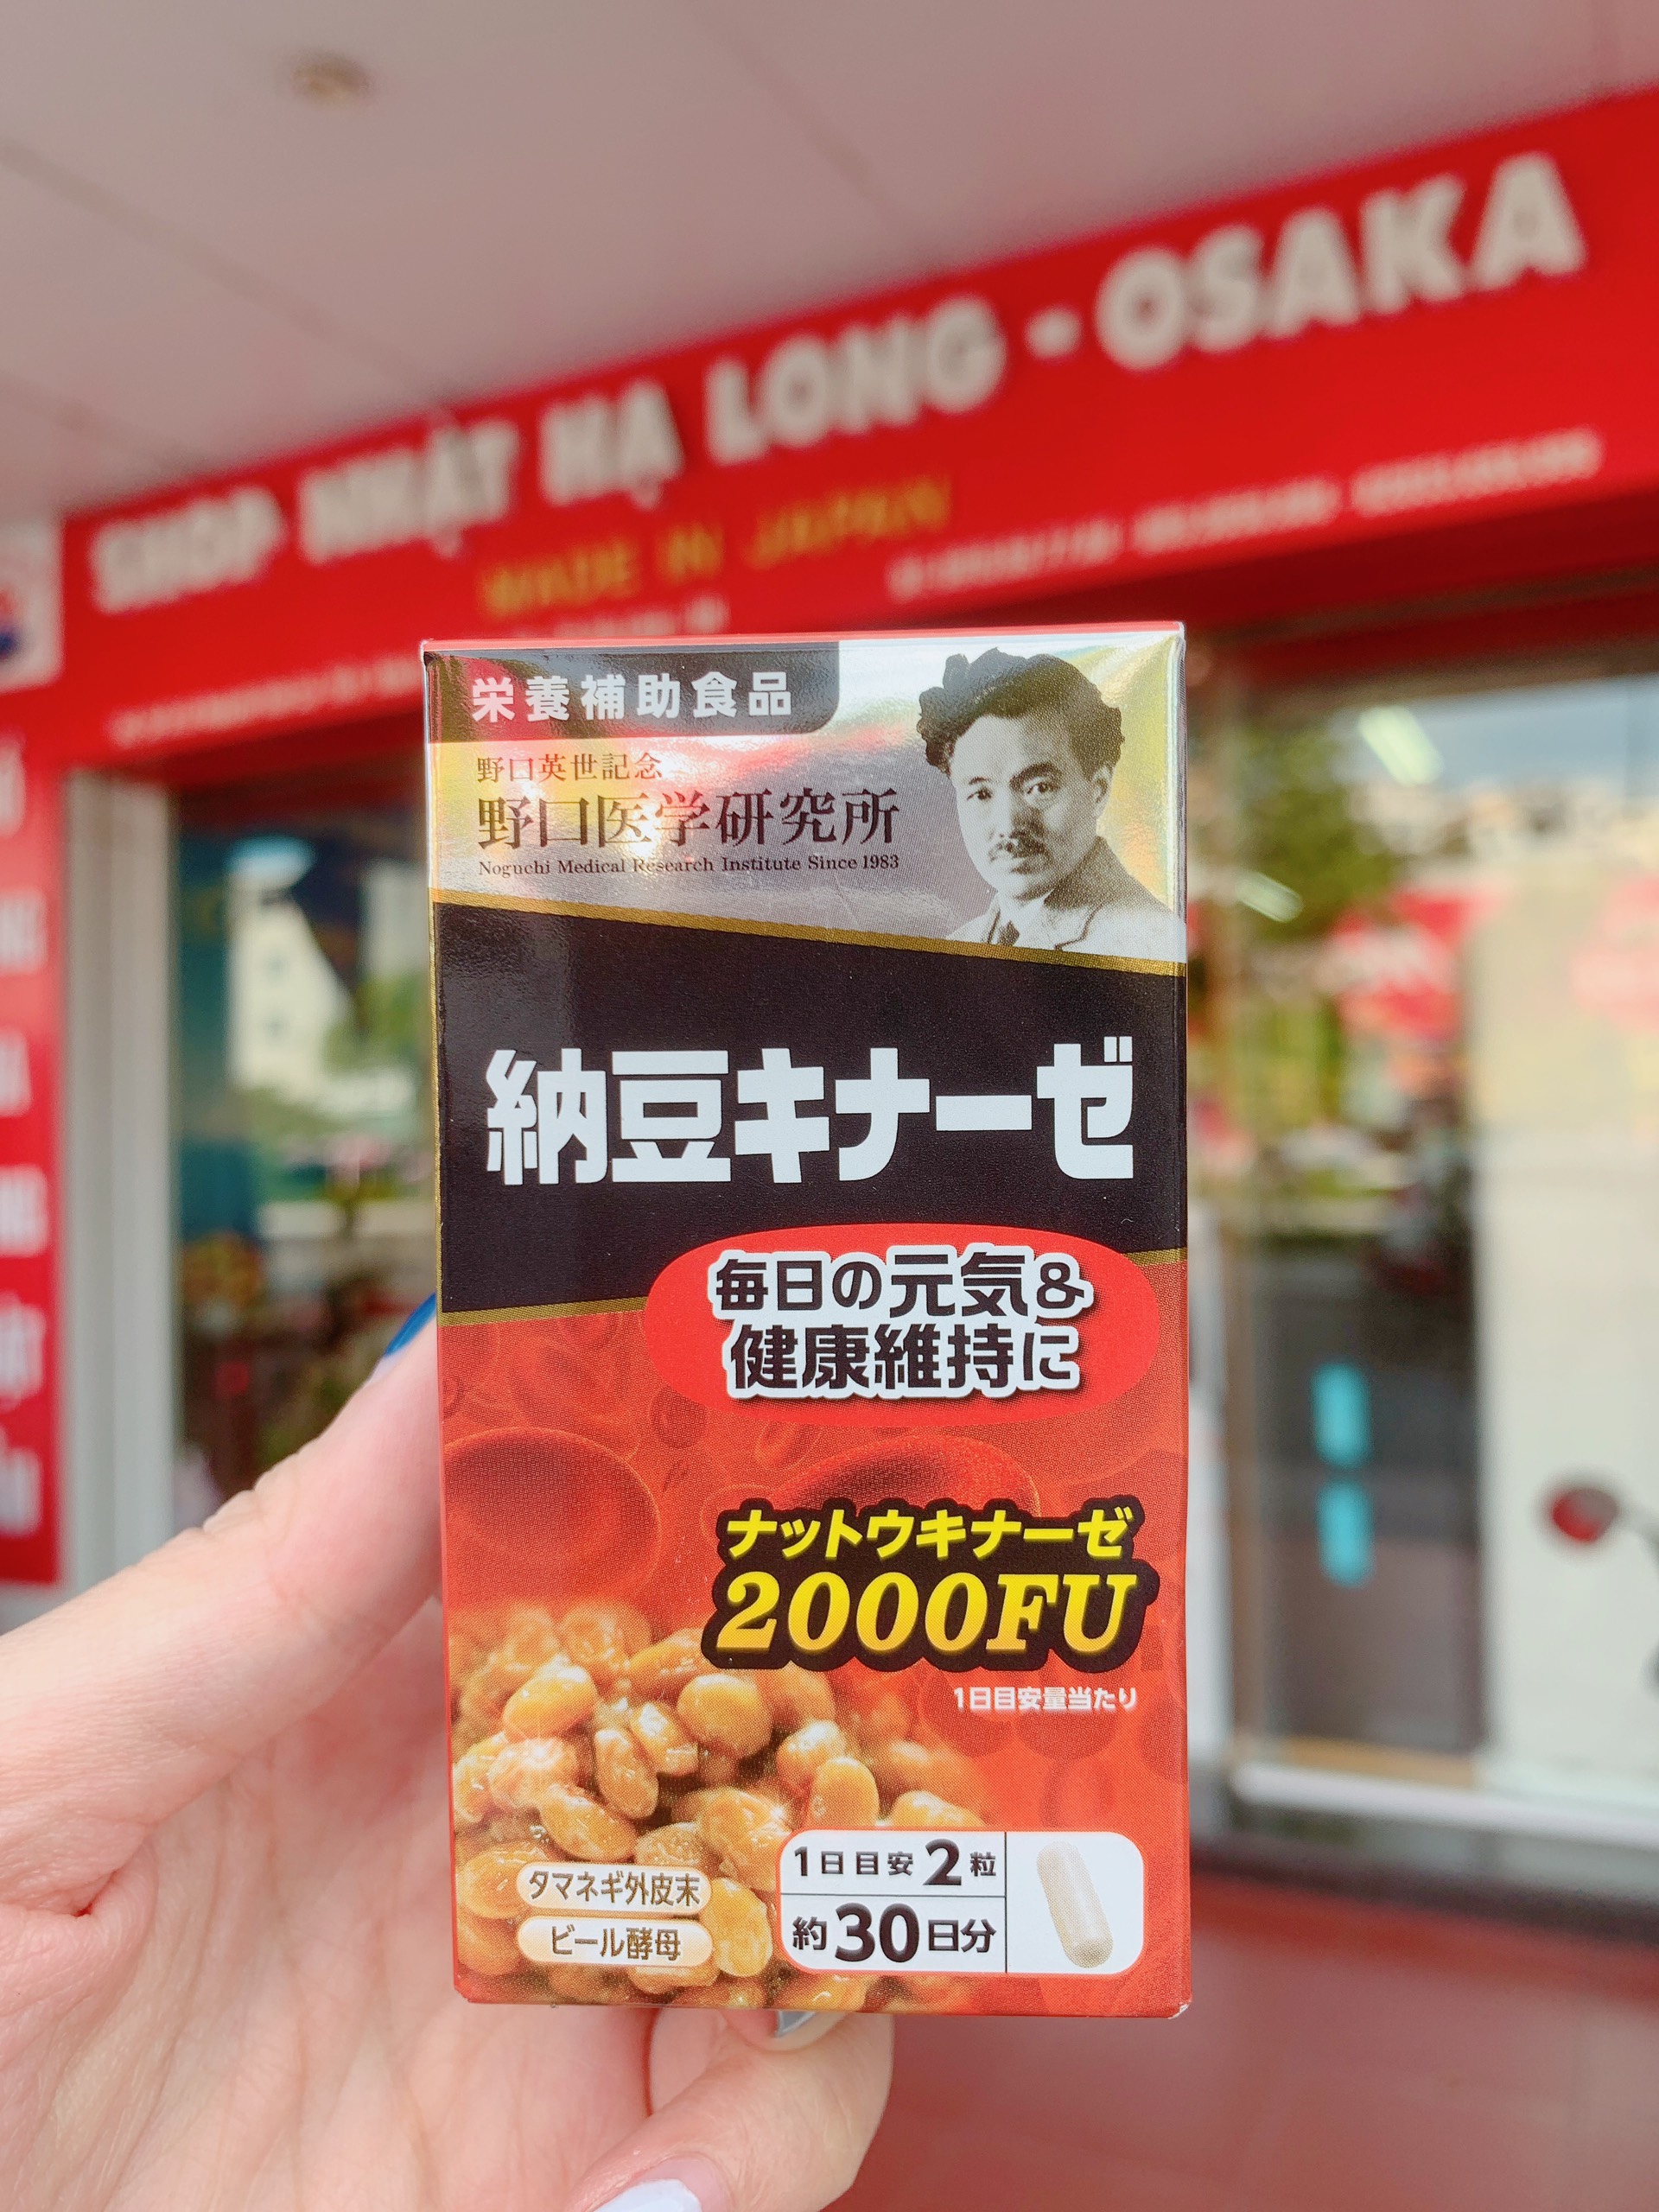 SHOP NHẬT HẠ LONG - OSAKA
MADE IN JAPAN
栄養補助食品
野口英世記念
野口医学研究所
Noguchi Medical Research Institute Since 1983
納豆キナーゼ
毎日の元気&
健康維持に
ナットウキナーゼ
2000FU
1日目安量当たり
タマネギ外皮末
ビール酵母
1日目安2粒
約30日分